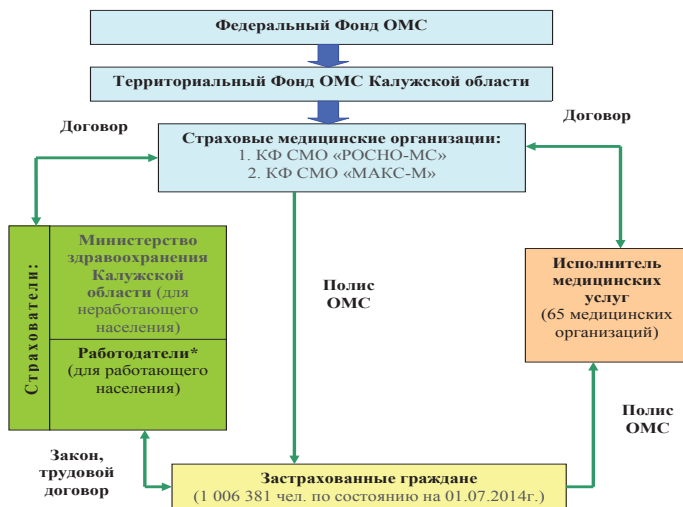 Федеральный Фонд ОМС
Территориальный Фонд ОМС Калужской области
Договор
Договор
Страховые медицинские организации:
1. КФ СМО «РОСНО-МС»
2. КФ СМО «МАКС-М»
Страхователи:
Министерство
здравоохранения
Калужской
области (для
неработающего
населения)
Работодатели*
(для работающего
населения)
Полис
ОМС
Исполнитель
медицинских
услуг
(65 медицинских
организаций)
Полис
ОМС
Закон,
трудовой
договор
Застрахованные граждане
(1 006 381 чел. по состоянию на 01.07.2014г.)